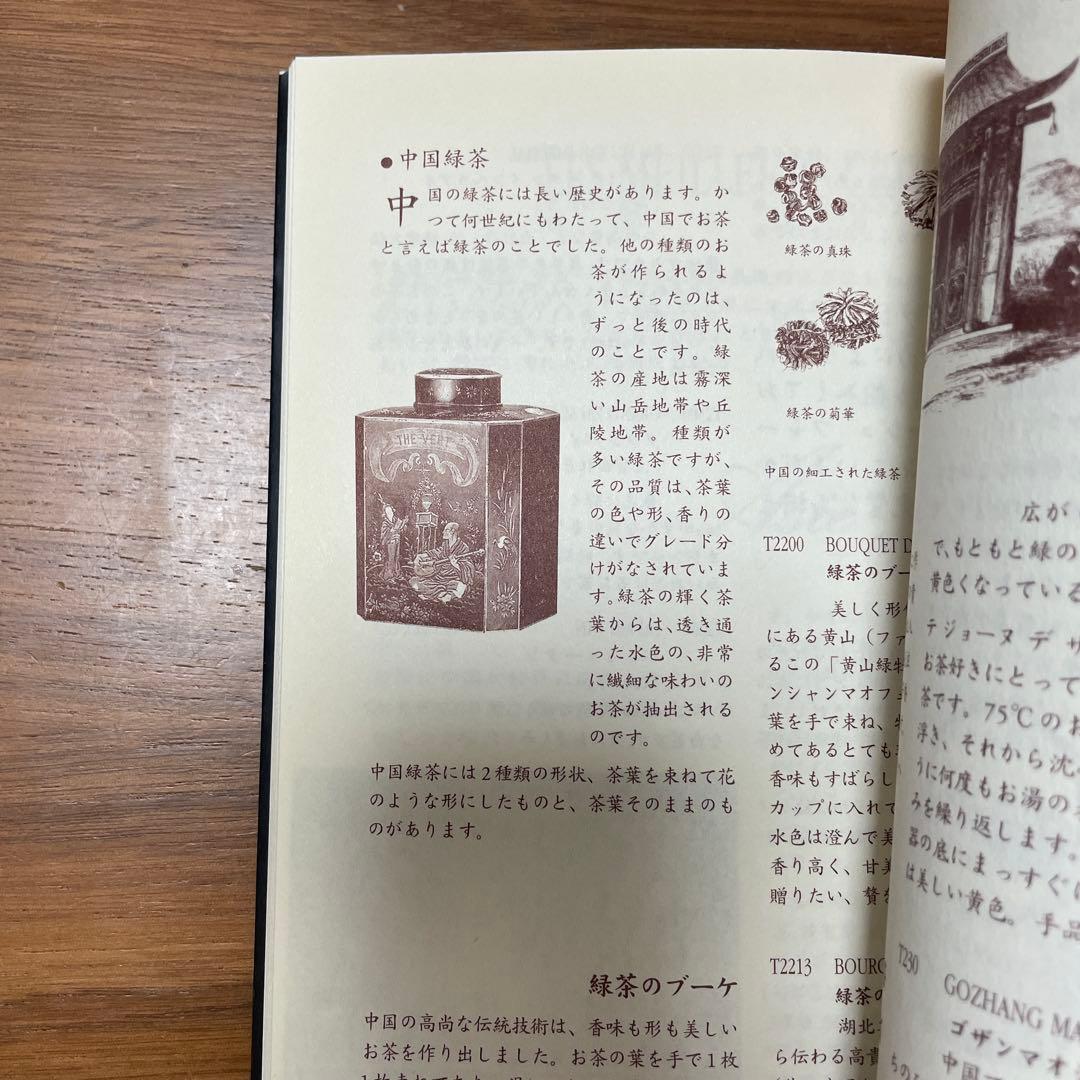 ●中国緑茶
中国の緑茶には長い歴史があります。か
つて何世紀にもわたって、中国でお茶
と言えば緑茶のことでした。他の種類のお
茶が作られるよ
うになったのは、
ずっと後の時代
のことです。緑
茶の産地は霧深
い山岳地帯や丘
陵地帯。種類が
多い緑茶ですが、
その品質は、茶葉
の色や形、香りの
違いでグレード分
けがなされていま
す。緑茶の輝く茶
葉からは、透き通
った水色の、非常
に繊細な味わいの
お茶が抽出される
のです。
THE VERT
中国緑茶には2種類の形状、茶葉を束ねて花
のような形にしたものと、茶葉そのままのも
のがあります。
緑茶のブーケ
中国の高尚な伝統技術は、香味も形も美しい
お茶を作り出しました。お茶の葉を手で1枚
緑茶の真珠
緑茶の菊華
中国の細工された緑茶
T2200 BOUQUET D
緑茶のブー
美しく形
にある黄山(ファ
るこの「黄山緑牡
ンシャンマオフ
葉を手で束ね、牡
めてあるとても
香味もすばらし
カップに入れて
水色は澄んで美
香り高く、甘美
贈りたい、贅を
T2213 BOURG
緑茶の
湖北
ら伝わる高貴
広が
で、もともと緑の
黄色くなっている
テジョーヌ デ ザ
お茶好きにとって
茶です。75℃のお
浮き、それから沈
うに何度もお湯の
みを繰り返します。
器の底にまっすぐ
は美しい黄色。手品
T230 GOZHANG MA
ゴザンマオ
中国